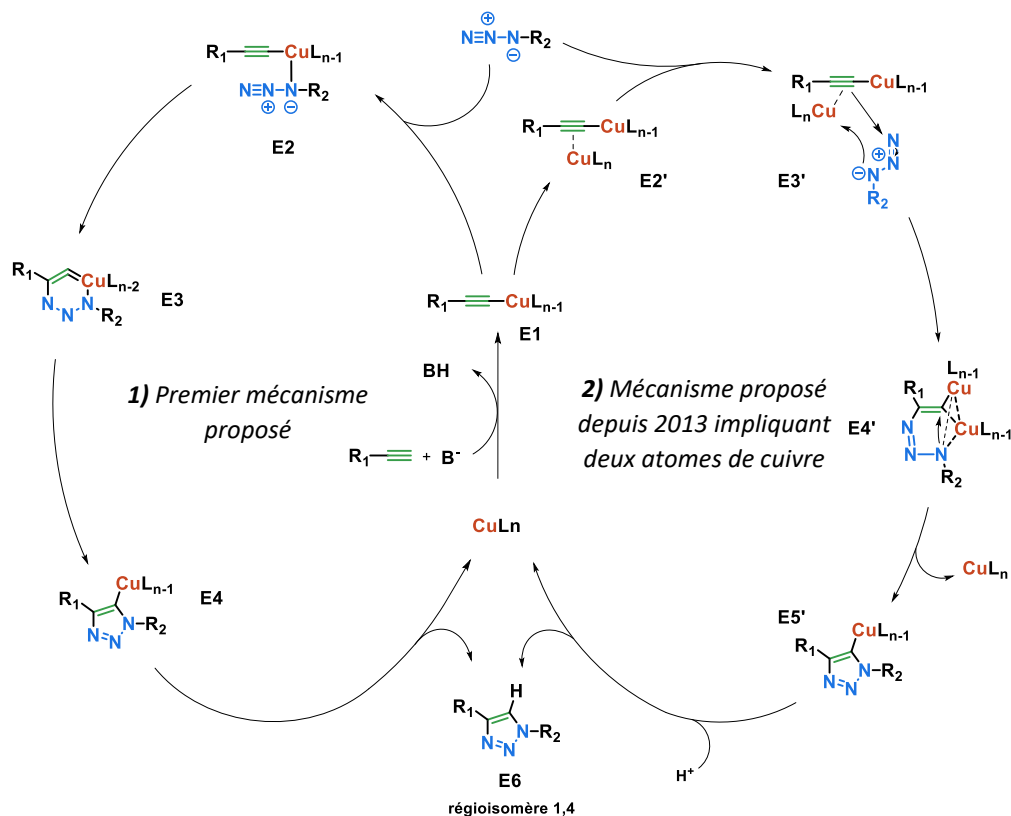 R1 CuLn-1
N≡N-N-R2
⊕ ⊖
E2
N≡N-N-R2
⊕ ⊖
R1 CuLn-1
CuLn
E2'
R1 CuLn-1
LnCu
N
N
⊕
⊖ N
R2
E3'
R1
CuLn-2
N N N
R2
E3
R1 CuLn-1
E1
BH
R1 + B-
1) Premier mécanisme
proposé
2) Mécanisme proposé
depuis 2013 impliquant
deux atomes de cuivre
Ln-1
Cu
R1
CuLn-1
N
N N
R2
E4'
CuLn
CuLn
CuLn-1
R1
N-R2
N=N
E4
E5'
CuLn-1
R1
N
R2
N=N
H
R1
N-R2
N=N
E6
régioisomère 1,4
H+